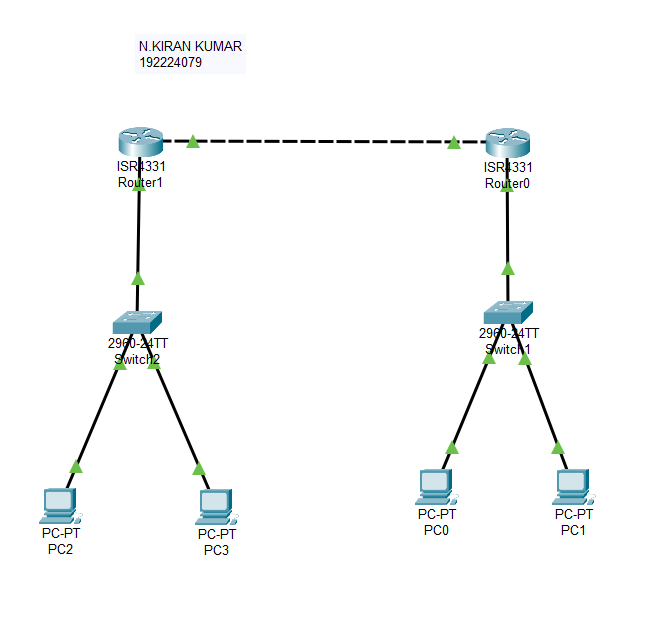 N.KIRAN KUMAR
192224079
ISR4331
Router1
ISR4331
Router0
2960-24TT
Switch2
2960-24TT
Switch1
PC-PT
PC2
PC-PT
PC3
PC-PT
PC0
PC-PT
PC1